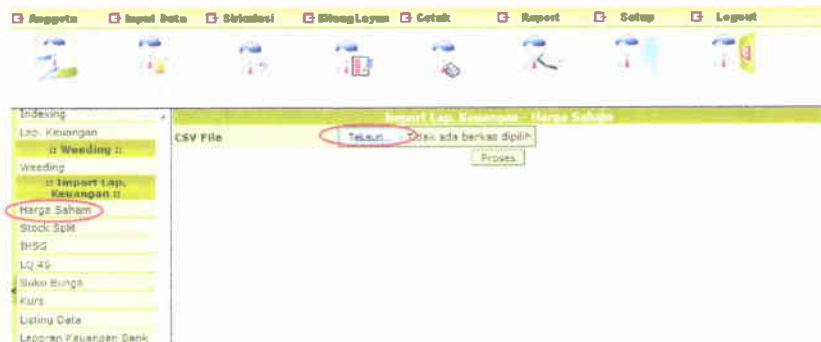 Anggota Input Data Sirkulasi Cetak Report Setup Logout
Indexing
Lap. Keuangan
:: Weeding ::
Weeding
:: Import Lap.
Keuangan ::
Harga Saham
Stock Split
IHSG
LQ 45
Suku Bunga
Kurs
Listing Data
Laporan Keuangan Bank
Import Lap. Keuangan - Harga Saham
CSV File Telusuri... Tidak ada berkas dipilih.
Proses